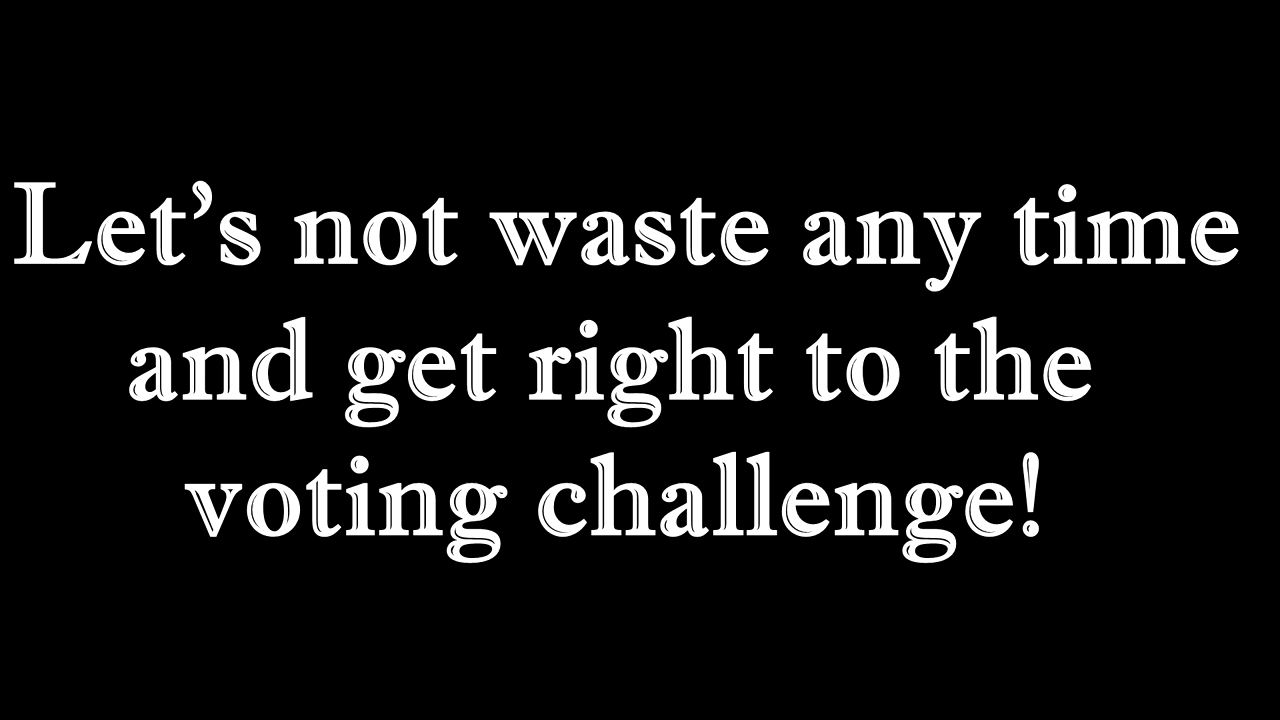 Let’s not waste any time
and get right to the
voting challenge!